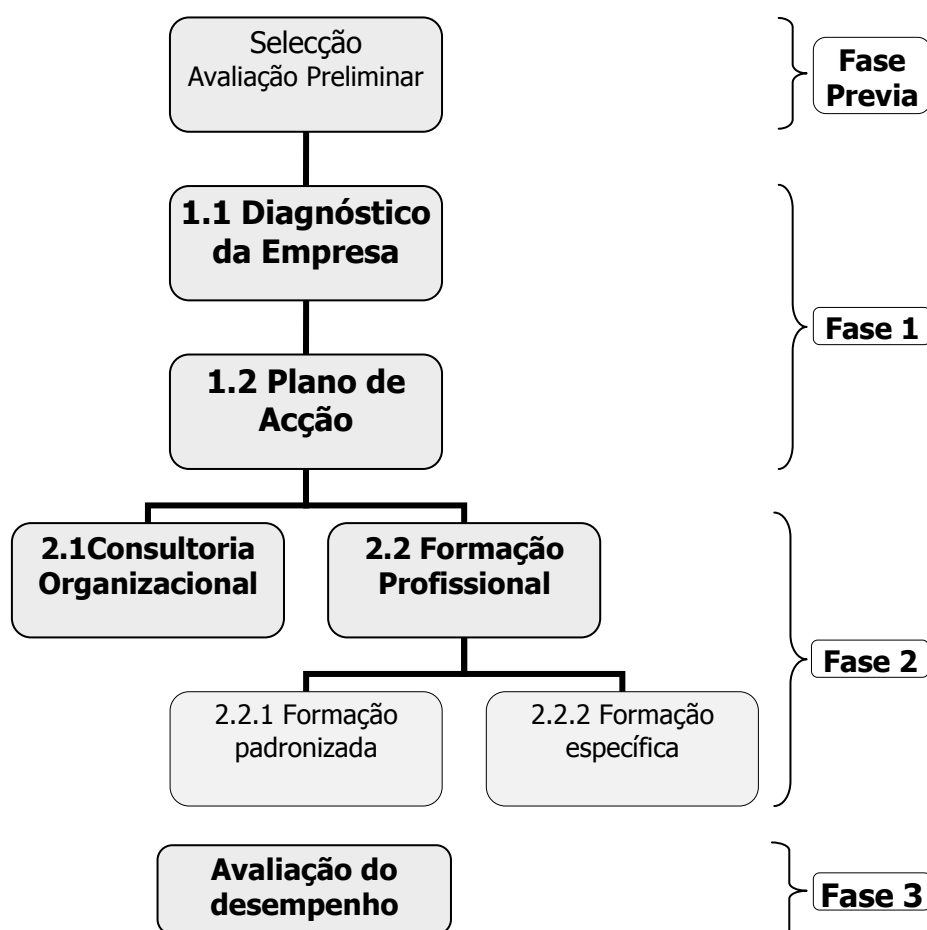 Selecção
Avaliação Preliminar
Fase
Previa
1.1 Diagnóstico
da Empresa
Fase 1
1.2 Plano de
Acção
2.1Consultoria
Organizacional
2.2 Formação
Profissional
Fase 2
2.2.1 Formação
padronizada
2.2.2 Formação
específica
Avaliação do
desempenho
Fase 3